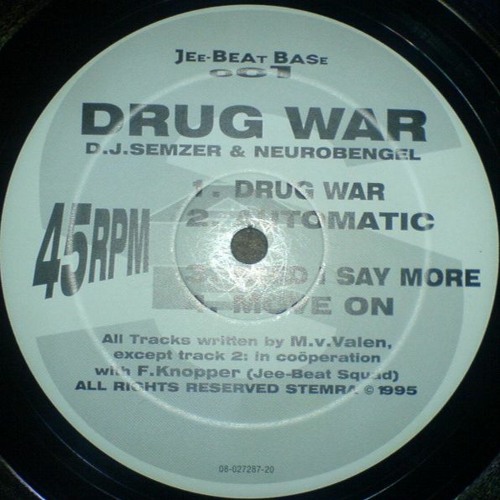 JEE-BEAT BASE
001
DRUG WAR
D.J.SEMZER & NEUROBENGEL
1. DRUG WAR
2. AUTOMATIC
I SAY MORE
MOVE ON
45RPM
All Tracks written by M.v.Valen,
except track 2: in coöperation
with F.Knopper (Jee-Beat Squad)
ALL RIGHTS RESERVED STEMRA ©1995
08-027287-20